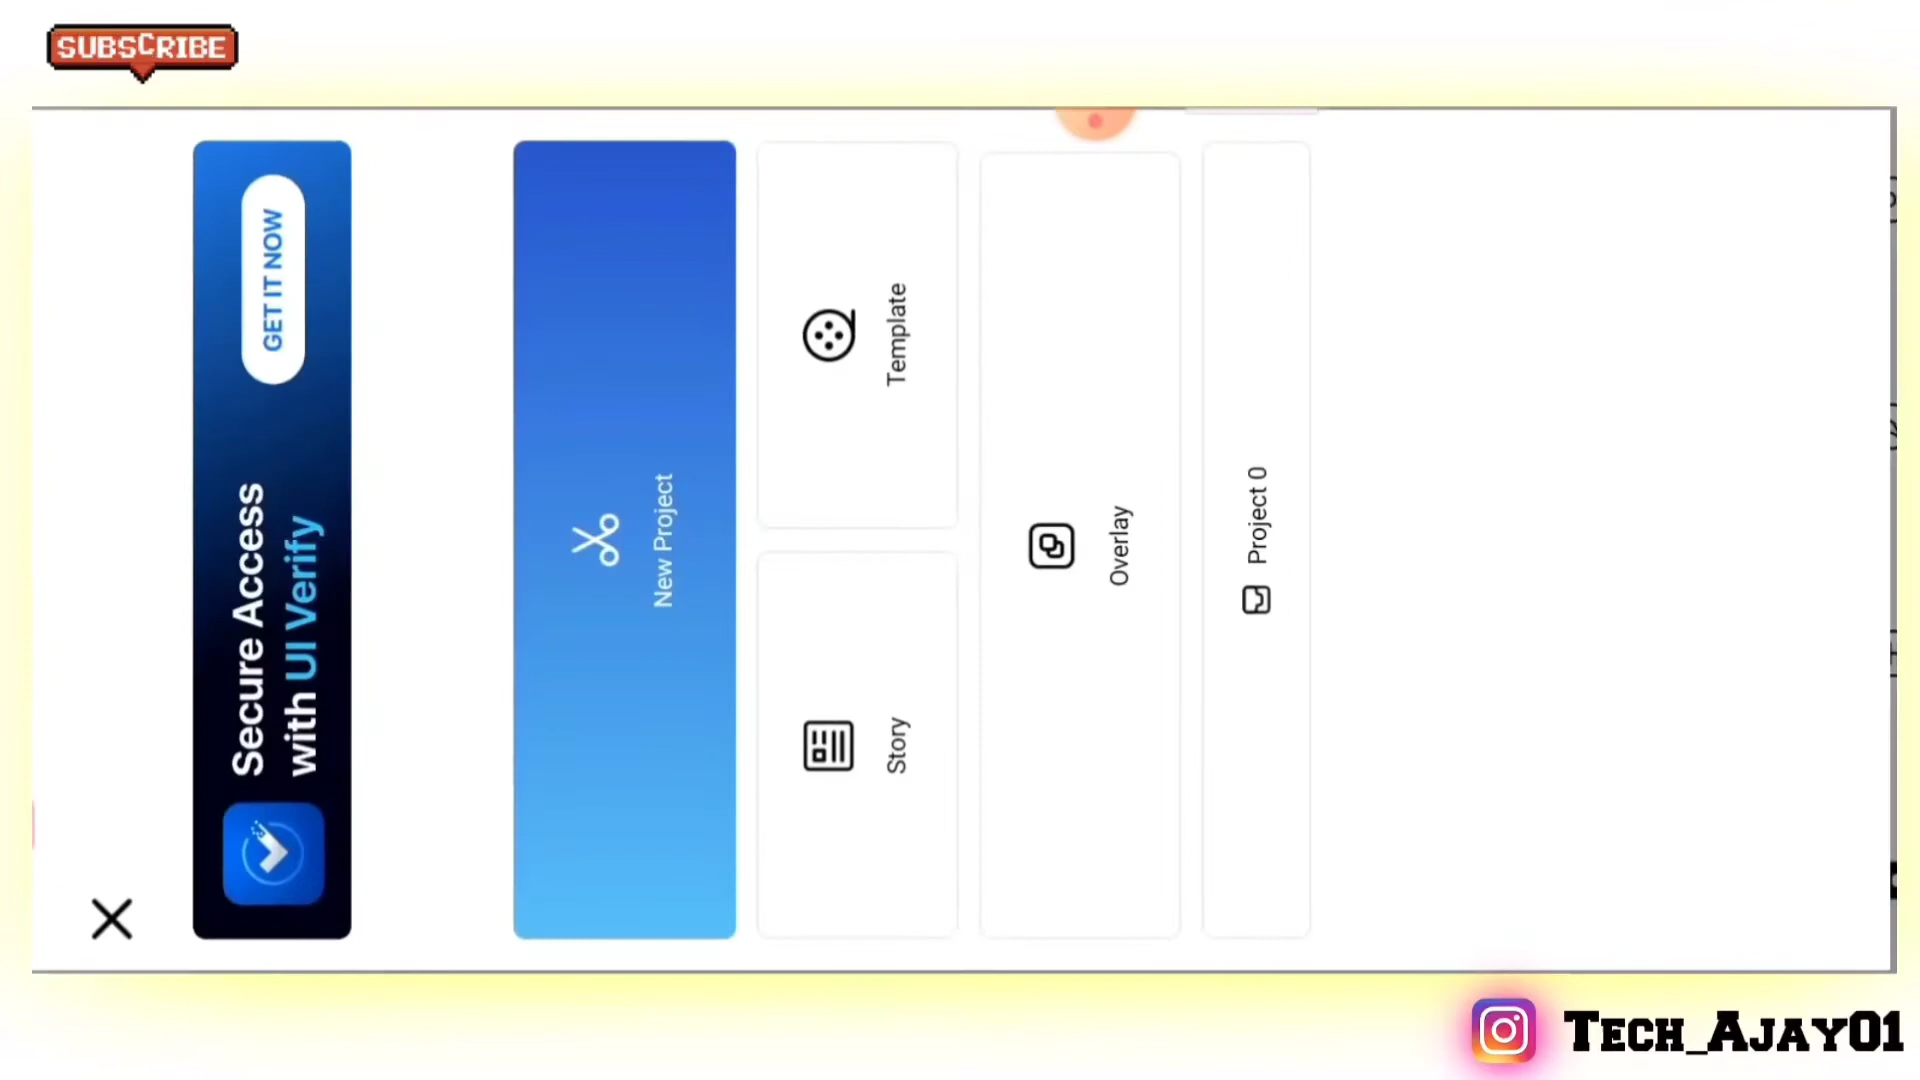 SUBSCRIBE
Secure Access
with UI Verify
GET IT NOW
New Project
Story
Template
Overlay
Project 0
TECH_AJAY01